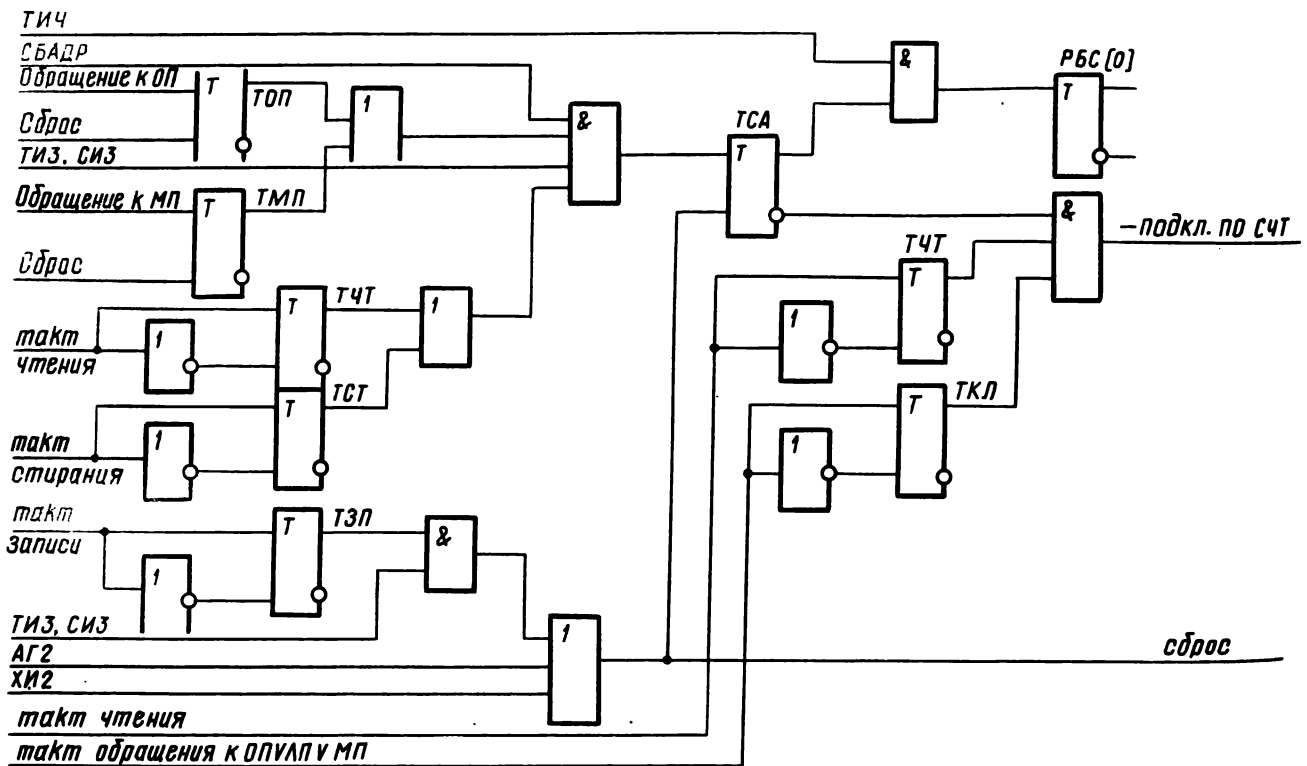 ТИЧ
СБАДР
Обращение к ОП
Т
ТОП
Сброс
1
&
ТИЗ, СИЗ
Обращение к МП
Т
ТМП
Сброс
&
РБС [0]
Т
ТСА
Т
&
−подкл. по СЧТ
ТЧТ
Т
1
такт
чтения
1
Т
ТЧТ
1
ТСТ
Т
такт
стирания
1
Т
ТКЛ
1
такт
записи
1
Т
ТЗП
&
ТИЗ, СИЗ
АГ2
ХИ2
1
сброс
такт чтения
такт обращения к ОПVЛПVМП